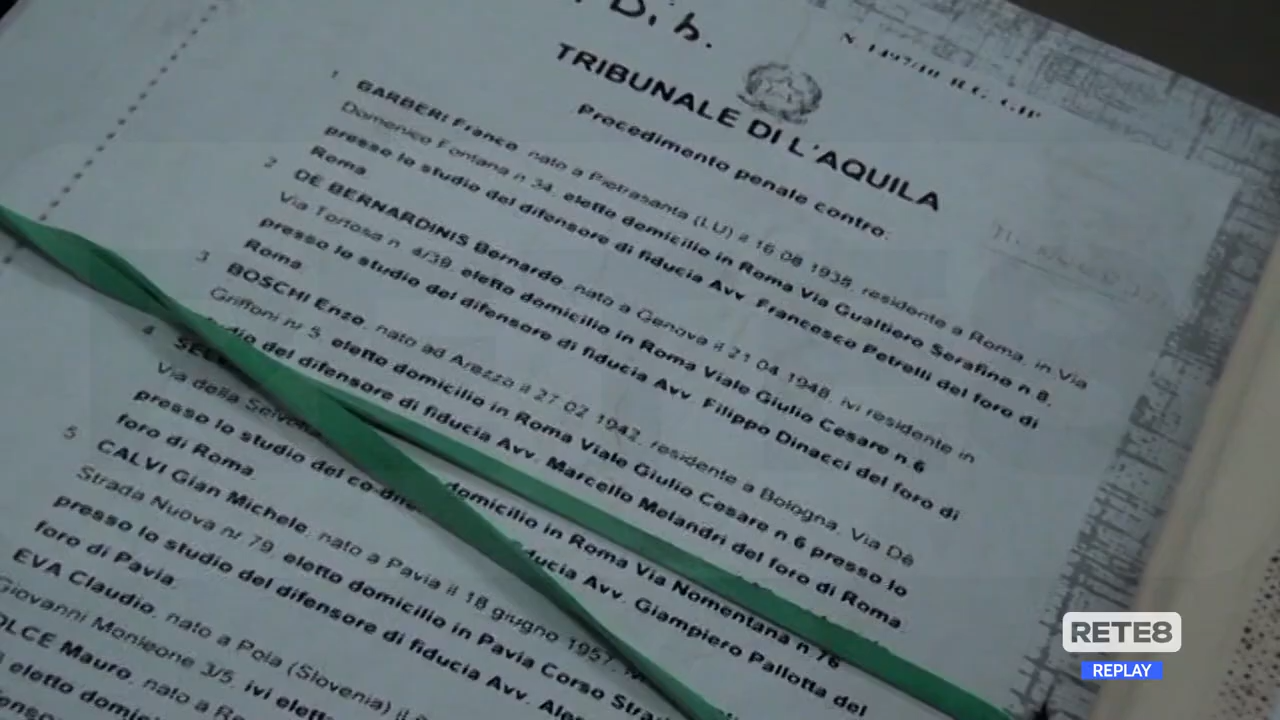 TRIBUNALE DI L'AQUILA
Procedimento penale contro:
1 BARBERI Franco, nato a Pietrasanta (LU) il 16 08 1938, residente a Roma, in Via
Domenico Fontana n 34, eletto domicilio in Roma Via Gualtiero Serafino n 8,
presso lo studio del difensore di fiducia Avv. Francesco Petrelli del foro di
Roma
2 DE BERNARDINIS Bernardo, nato a Genova il 21 04 1948, ivi residente in
Via Tortosa n. 4/39, eletto domicilio in Roma Viale Giulio Cesare n 6
presso lo studio del difensore di fiducia Avv. Filippo Dinacci del foro di
Roma.
3 BOSCHI Enzo, nato ad Arezzo il 27 02 1942, residente a Bologna, Via De
Griffoni nr 5, eletto domicilio in Roma Viale Giulio Cesare n 6 presso lo
studio del difensore di fiducia Avv. Marcello Melandri del foro di Roma.
4
Via della domicilio in Roma Via Nomentana n. 76
presso lo studio del Avv. Giampiero Pallotta del
foro di Roma.
5 CALVI Gian Michele, nato a Pavia il 18 giugno 1957,
Strada Nuova nr 79, eletto domicilio in Pavia Corso
presso lo studio del difensore di fiducia Avv.
foro di Pavia.
EVA Claudio, nato a Pola (Slovenia) il
Giovanni Monleone 3/5, ivi
Mauro, nato a
eletto
RETE8
REPLAY